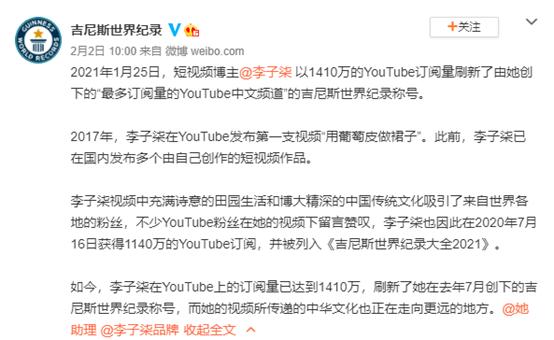 GUINNESS
WORLD RECORDS
吉尼斯世界纪录
+关注
2月2日 10:00 来自 微博 weibo.com
2021年1月25日，短视频博主@李子柒 以1410万的YouTube订阅量刷新了由她创
下的“最多订阅量的YouTube中文频道”的吉尼斯世界纪录称号。
2017年，李子柒在YouTube发布第一支视频“用葡萄皮做裙子”。此前，李子柒已
在国内发布多个由自己创作的短视频作品。
李子柒视频中充满诗意的田园生活和博大精深的中国传统文化吸引了来自世界各
地的粉丝，不少YouTube粉丝在她的视频下留言赞叹，李子柒也因此在2020年7月
16日获得1140万的YouTube订阅，并被列入《吉尼斯世界纪录大全2021》。
如今，李子柒在YouTube上的订阅量已达到1410万，刷新了她在去年7月创下的吉
尼斯世界纪录称号，而她的视频所传递的中华文化也正在走向更远的地方。@她
助理 @李子柒品牌 收起全文